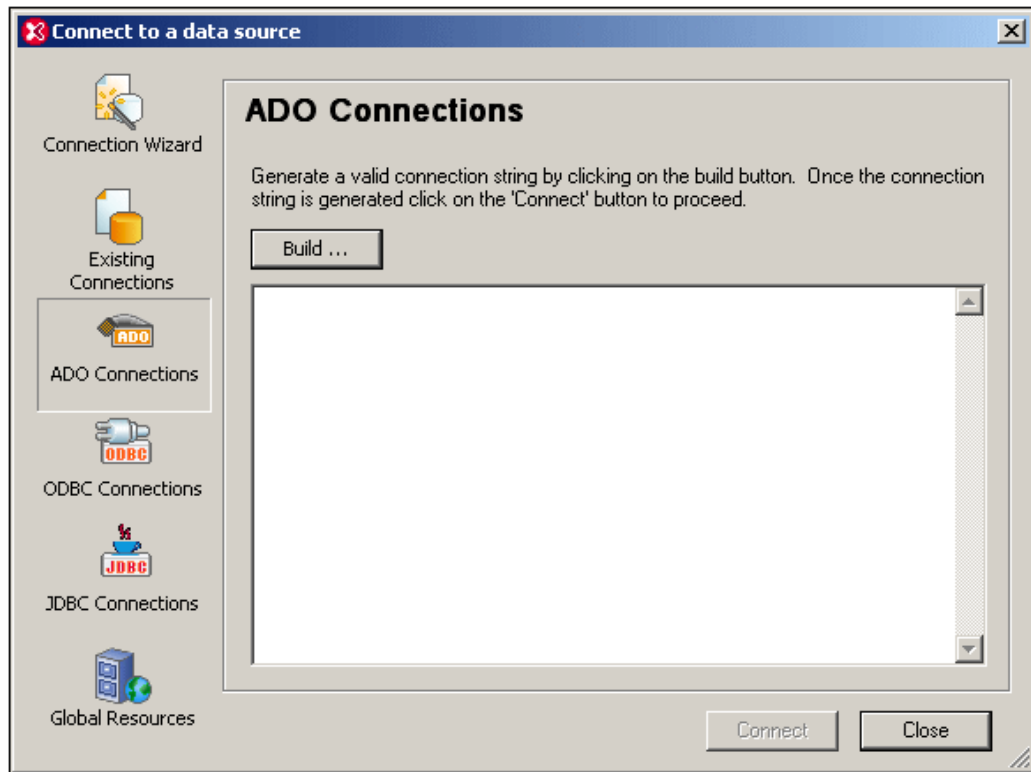 Connect to a data source
Connection Wizard
Existing
Connections
ADO
ADO Connections
ODBC
ODBC Connections
JDBC
JDBC Connections
Global Resources
ADO Connections
Generate a valid connection string by clicking on the build button.  Once the connection
string is generated click on the 'Connect' button to proceed.
Build ...
Connect
Close